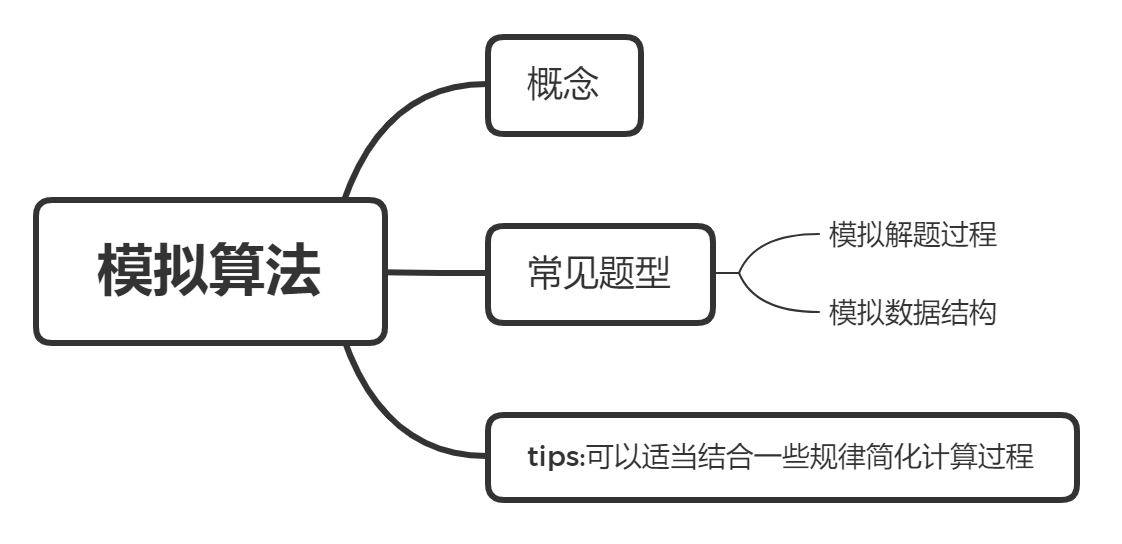 概念
模拟算法
常见题型
模拟解题过程
模拟数据结构
tips:可以适当结合一些规律简化计算过程